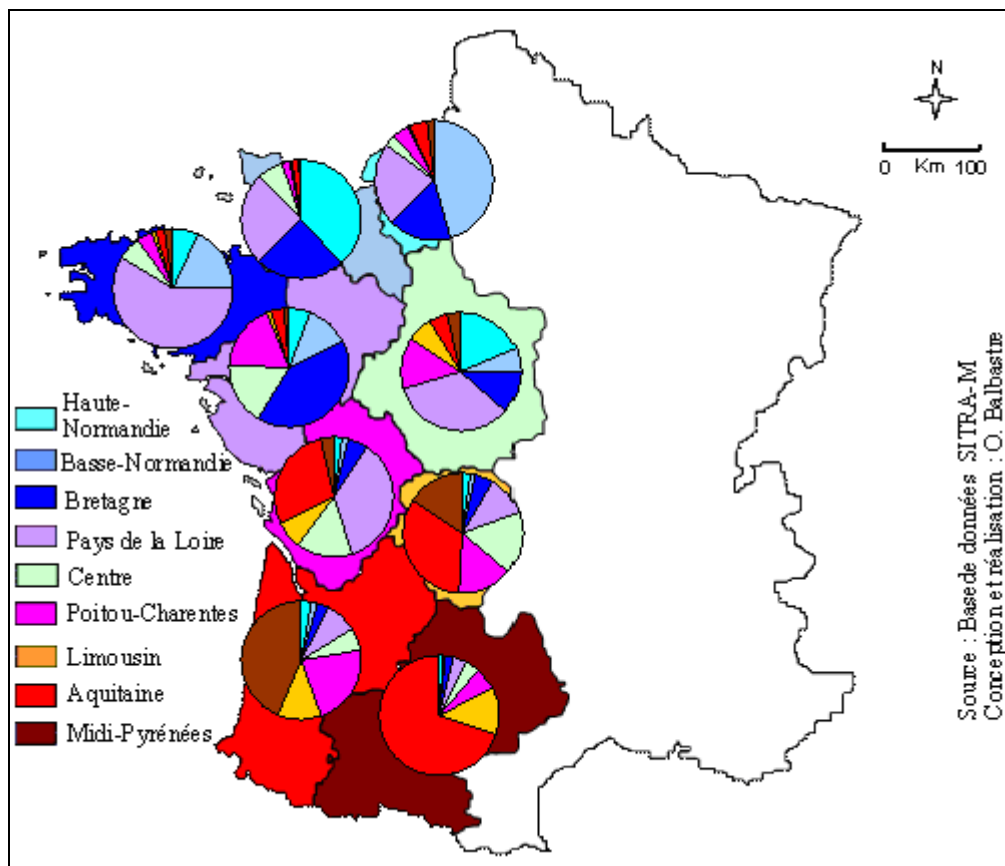 N
0 Km 100
Haute-
Normandie
Basse-Normandie
Bretagne
Pays de la Loire
Centre
Poitou-Charentes
Limousin
Aquitaine
Midi-Pyrénées
Source : Base de données SITRA-M
Conception et réalisation : O. Balbastre